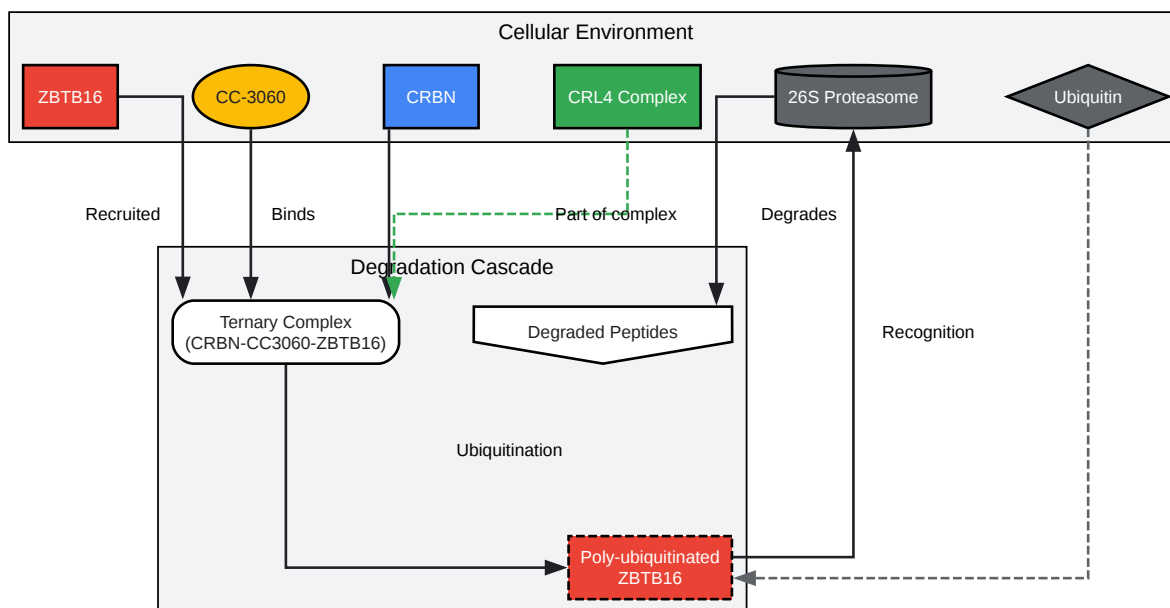 Cellular Environment
ZBTB16
CC-3060
CRBN
CRL4 Complex
26S Proteasome
Ubiquitin
Recruited
Binds
Part of complex
Degrades
Degradation Cascade
Ternary Complex
(CRBN-CC3060-ZBTB16)
Degraded Peptides
Recognition
Ubiquitination
Poly-ubiquitinated
ZBTB16